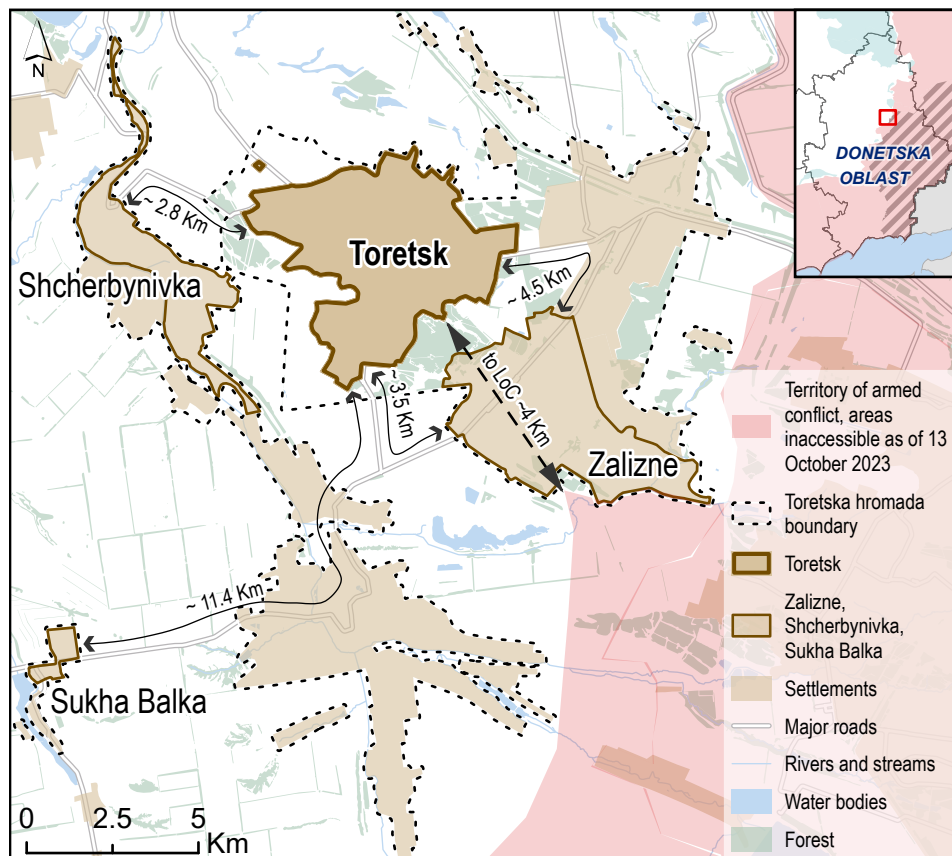 N
DONETSKA
OBLAST
~ 2.8 Km
Toretsk
Shcherbynivka
~ 4.5 Km
to LoC ~4 Km
~ 3.5 Km
Zalizne
~ 11.4 Km
Sukha Balka
0 2.5 5
Km
Territory of armed
conflict, areas
inaccessible as of 13
October 2023
Toretska hromada
boundary
Toretsk
Zalizne,
Shcherbynivka,
Sukha Balka
Settlements
Major roads
Rivers and streams
Water bodies
Forest